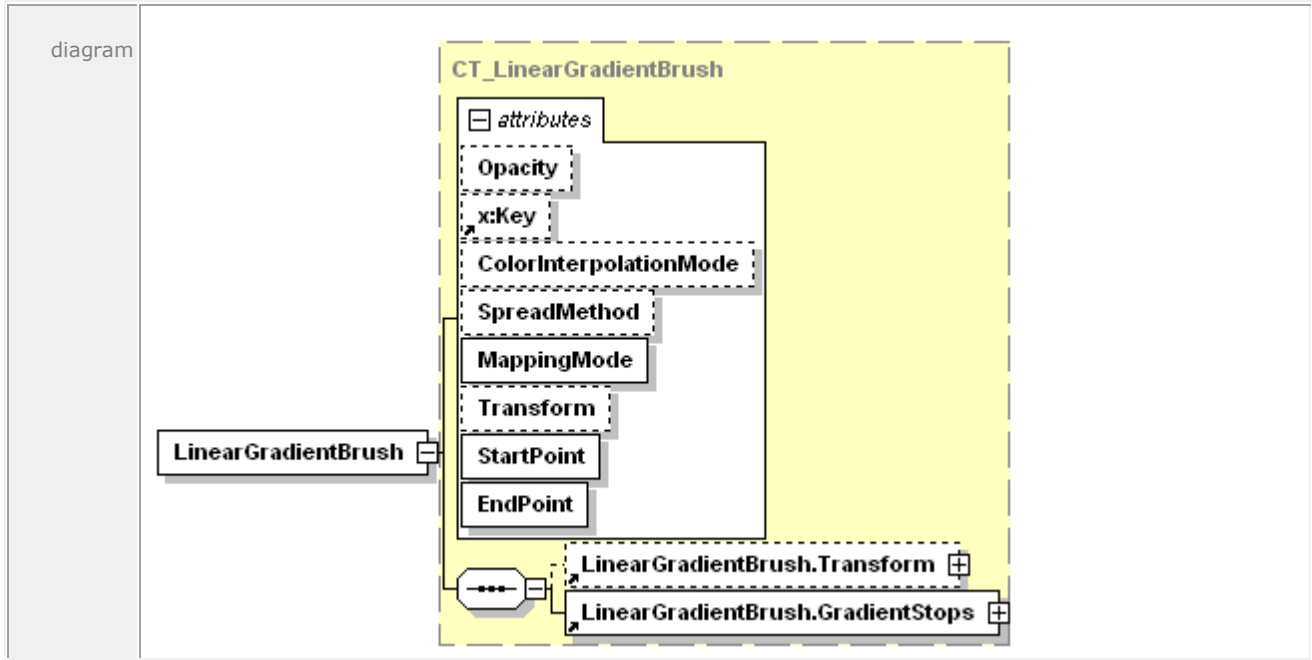 diagram
CT_LinearGradientBrush
attributes
Opacity
x:Key
ColorInterpolationMode
SpreadMethod
MappingMode
Transform
LinearGradientBrush
StartPoint
EndPoint
LinearGradientBrush.Transform
LinearGradientBrush.GradientStops